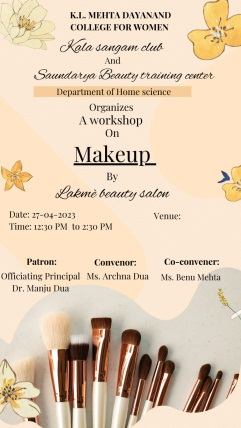 K.L. MEHTA DAYANAND
COLLEGE FOR WOMEN
Kala sangam club
And
Saundarya Beauty training center
Department of Home science
Organizes
A workshop
On
Makeup
By
Lakmè beauty salon
Date: 27-04-2023
Venue:
Time: 12:30 PM to 2:30 PM
Patron:
Officiating Principal
Dr. Manju Dua
Convenor:
Ms. Archna Dua
Co-convener:
Ms. Benu Mehta